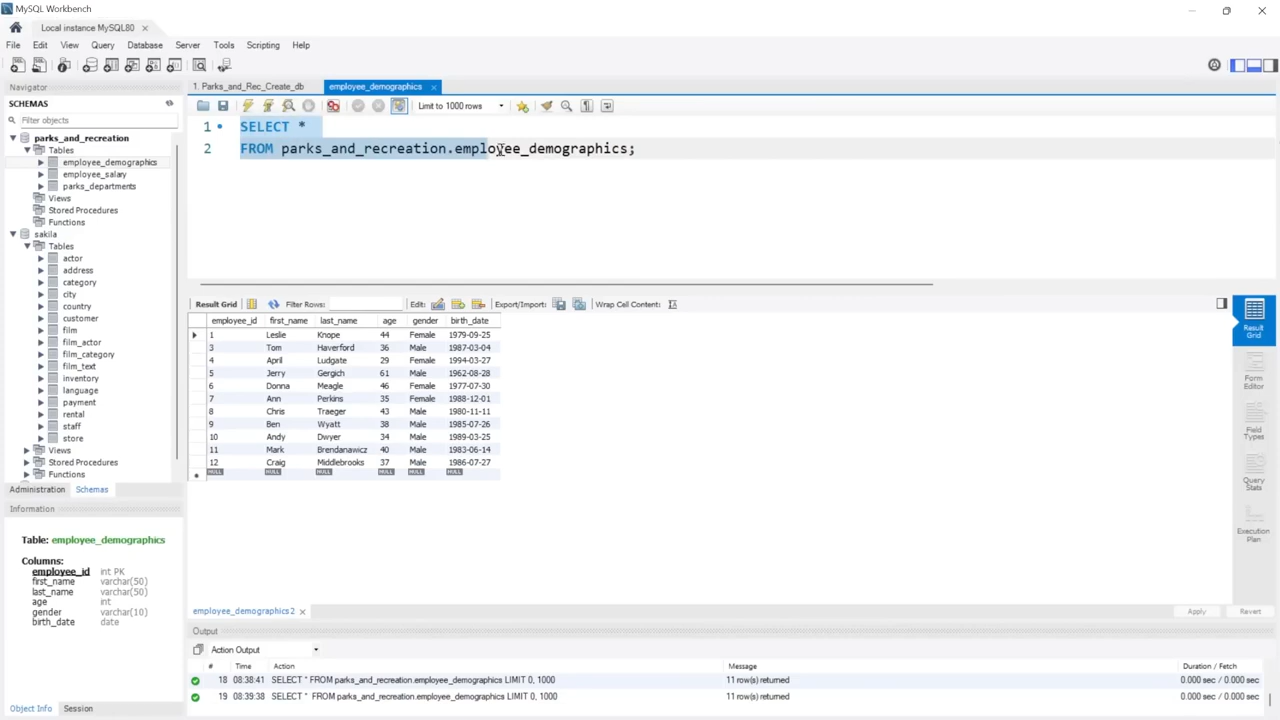 MySQL Workbench
Local instance MySQL80
File Edit View Query Database Server Tools Scripting Help
Navigator
SCHEMAS
Filter objects
parks_and_recreation
Tables
employee_demographics
employee_salary
parks_departments
Views
Stored Procedures
Functions
sakila
Tables
actor
address
category
city
country
customer
film
film_actor
film_category
film_text
inventory
language
payment
rental
staff
store
Views
Stored Procedures
Functions
Administration Schemas
Information
Table: employee_demographics
Columns:
employee_id int PK
first_name varchar(50)
last_name varchar(50)
age int
gender varchar(10)
birth_date date
Object Info Session
1. Parks_and_Rec_Create_db employee_demographics
Limit to 1000 rows
1 SELECT *
2 FROM parks_and_recreation.employee_demographics;
Result Grid Filter Rows: Edit: Export/Import: Wrap Cell Content:
employee_id first_name last_name age gender birth_date
1 Leslie Knope 44 Female 1979-09-25
3 Tom Haverford 36 Male 1987-03-04
4 April Ludgate 29 Female 1994-03-27
5 Jerry Gergich 61 Male 1962-08-28
6 Donna Meagle 46 Female 1977-07-30
7 Ann Perkins 35 Female 1988-12-01
8 Chris Traeger 43 Male 1980-11-11
9 Ben Wyatt 38 Male 1985-07-26
10 Andy Dwyer 34 Male 1989-03-25
11 Mark Brendanawicz 40 Male 1983-06-14
12 Craig Middlebrooks 37 Male 1986-07-27
NULL NULL NULL NULL NULL NULL
Result
Grid
Form
Editor
Field
Types
Query
Stats
Execution
Plan
employee_demographics 2 Apply Revert
Output
Action Output
# Time Action Message Duration / Fetch
18 08:38:41 SELECT * FROM parks_and_recreation.employee_demographics LIMIT 0, 1000 11 row(s) returned 0.000 sec / 0.000 sec
19 08:39:38 SELECT * FROM parks_and_recreation.employee_demographics LIMIT 0, 1000 11 row(s) returned 0.000 sec / 0.000 sec